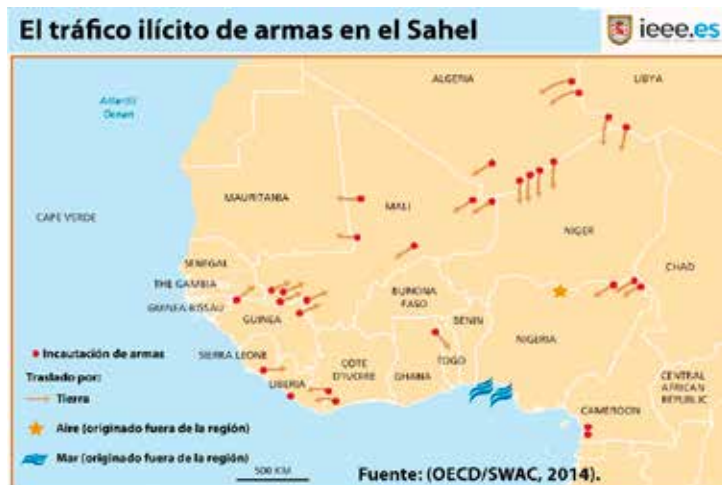 El tráfico ilícito de armas en el Sahel
ieee.es
ALGERIA
LIBYA
Atlantic
Ocean
MAURITANIA
MALI
CAPE VERDE
NIGER
CHAD
SENEGAL
THE GAMBIA
GUINEA-BISSAU
BURKINA
FASO
GUINEA
BENIN
NIGERIA
Incautación de armas
SIERRA LEONE
CÔTE
D'IVOIRE
TOGO
Traslado por:
LIBERIA
GHANA
CENTRAL
AFRICAN
REPUBLIC
Tierra
CAMEROON
Aire (originado fuera de la región)
Mar (originado fuera de la región)
500 KM
Fuente: (OECD/SWAC, 2014).